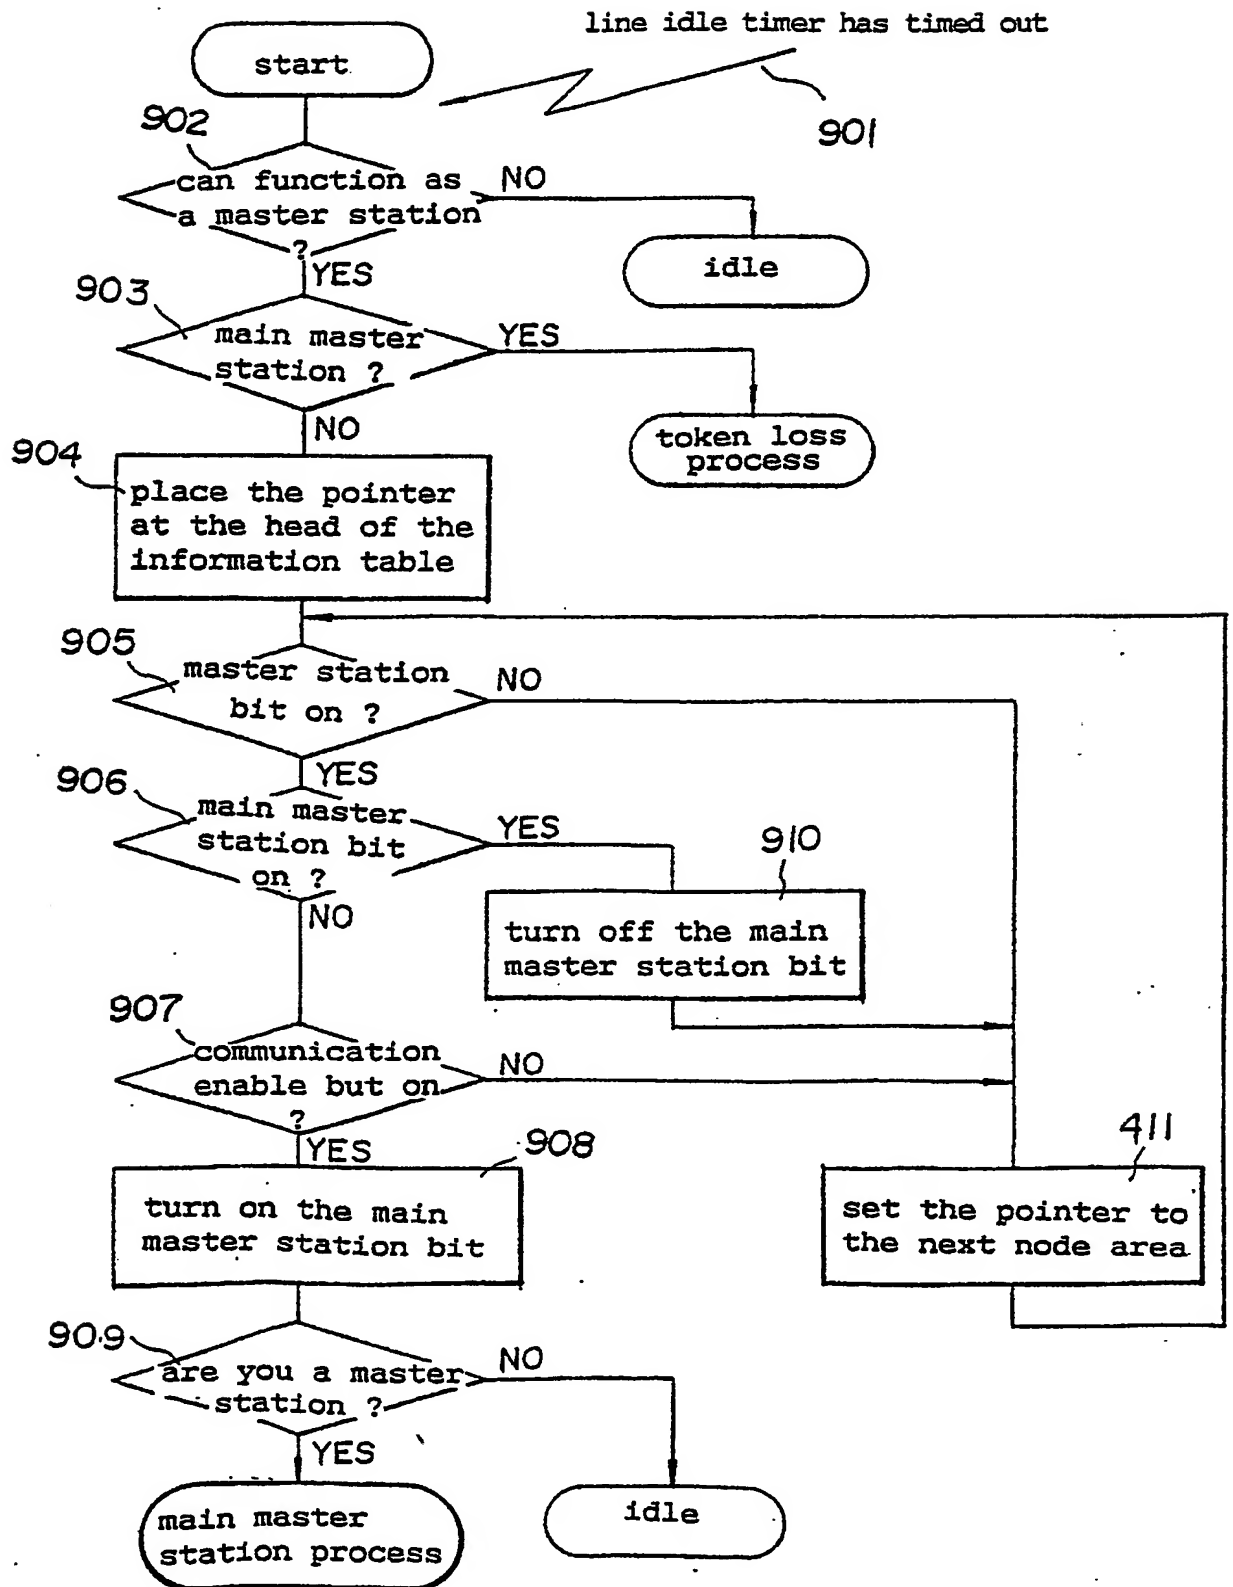 line idle timer has timed out
start
901
902
can function as
a master station
?
NO
idle
YES
903
main master
station ?
YES
token loss
process
NO
904
place the pointer
at the head of the
information table
905
master station
bit on ?
NO
YES
906
main master
station bit
on ?
YES
910
turn off the main
master station bit
NO
907
communication
enable but on
?
NO
YES
908
turn on the main
master station bit
411
set the pointer to
the next node area
909
are you a master
station ?
NO
YES
main master
station process
idle